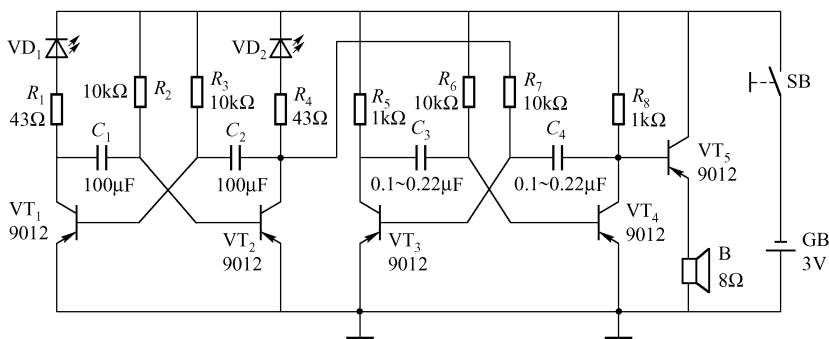 VD₁
R₁
43Ω
10kΩ
R₂
R₃
10kΩ
VD₂
R₄
43Ω
C₁
100μF
C₂
100μF
VT₁
9012
VT₂
9012
R₅
1kΩ
R₆
10kΩ
R₇
10kΩ
R₈
1kΩ
C₃
0.1~0.22μF
C₄
0.1~0.22μF
VT₃
9012
VT₄
9012
VT₅
9012
B
8Ω
SB
GB
3V